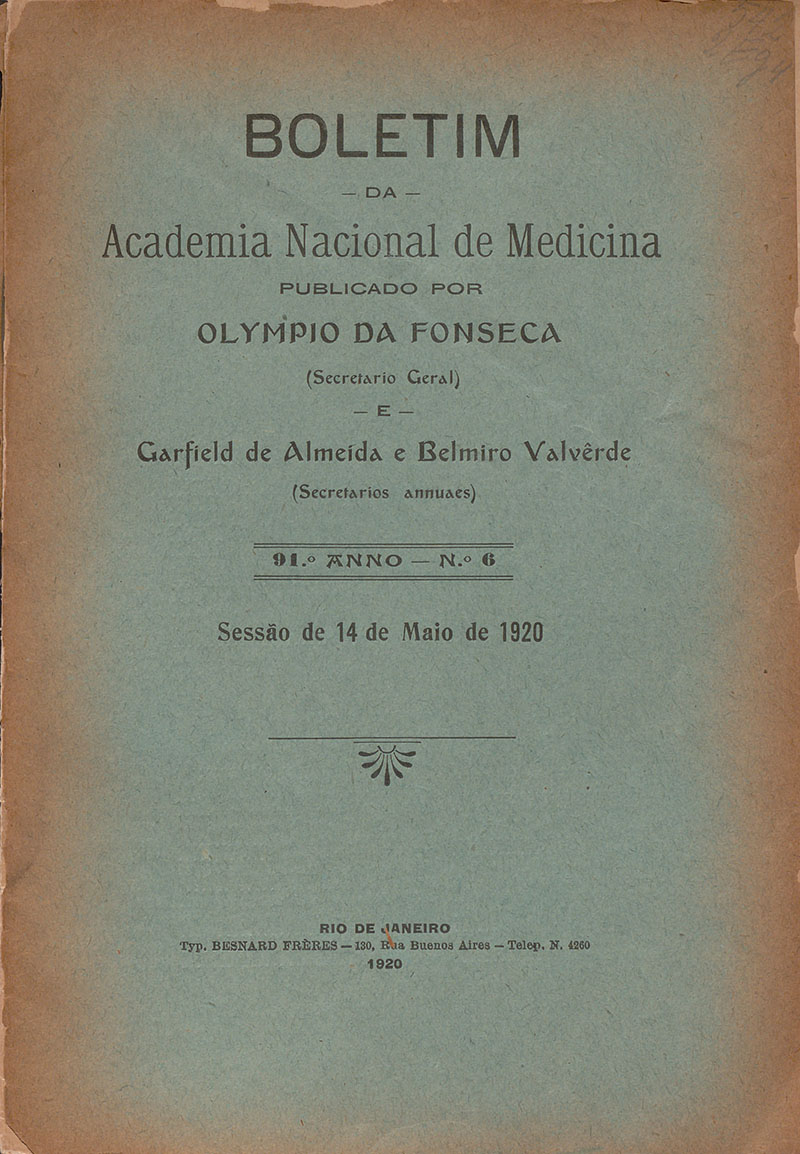 BOLETIM
— DA —
Academia Nacional de Medicina
PUBLICADO POR
OLYMPIO DA FONSECA
(Secretario Geral)
— E —
Garfield de Almeida e Belmiro Valvêrde
(Secretarios annuaes)
91.º ANNO — N.º 6
Sessão de 14 de Maio de 1920
RIO DE JANEIRO
Typ. BESNARD FRÈRES — 130, Rua Buenos Aires — Telep. N. 4260
1920